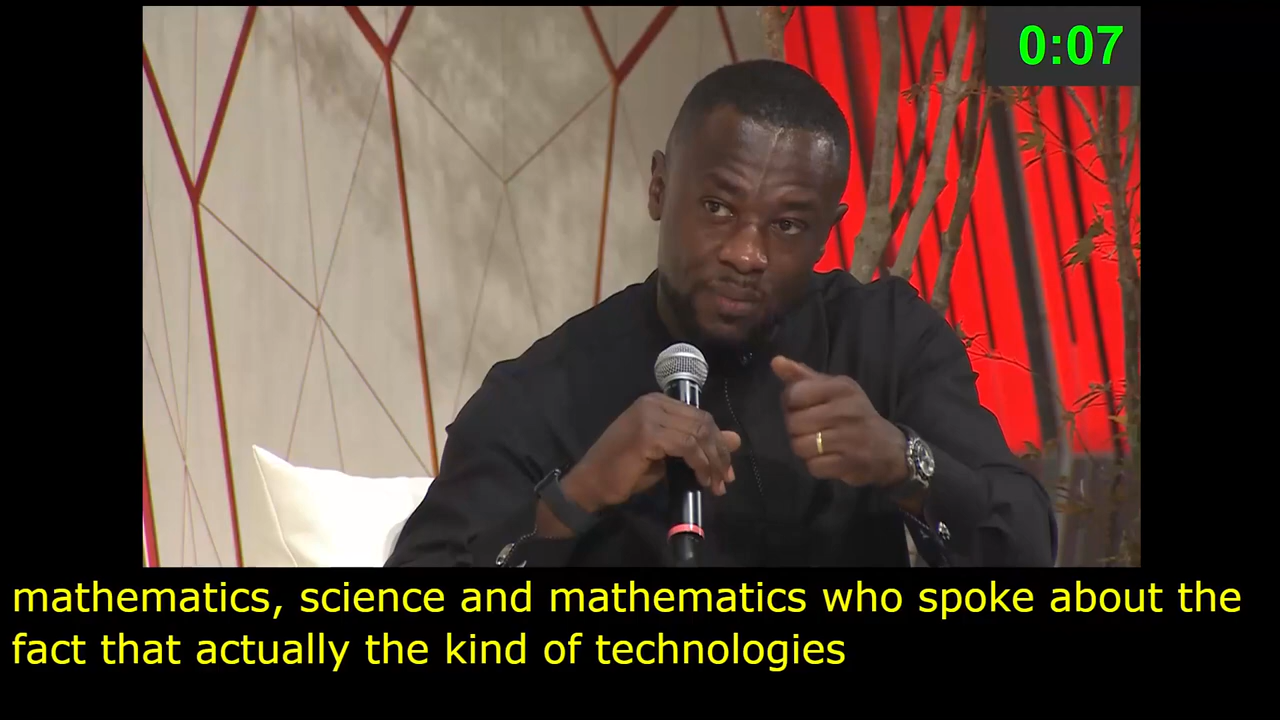 0:07
mathematics, science and mathematics who spoke about the
fact that actually the kind of technologies